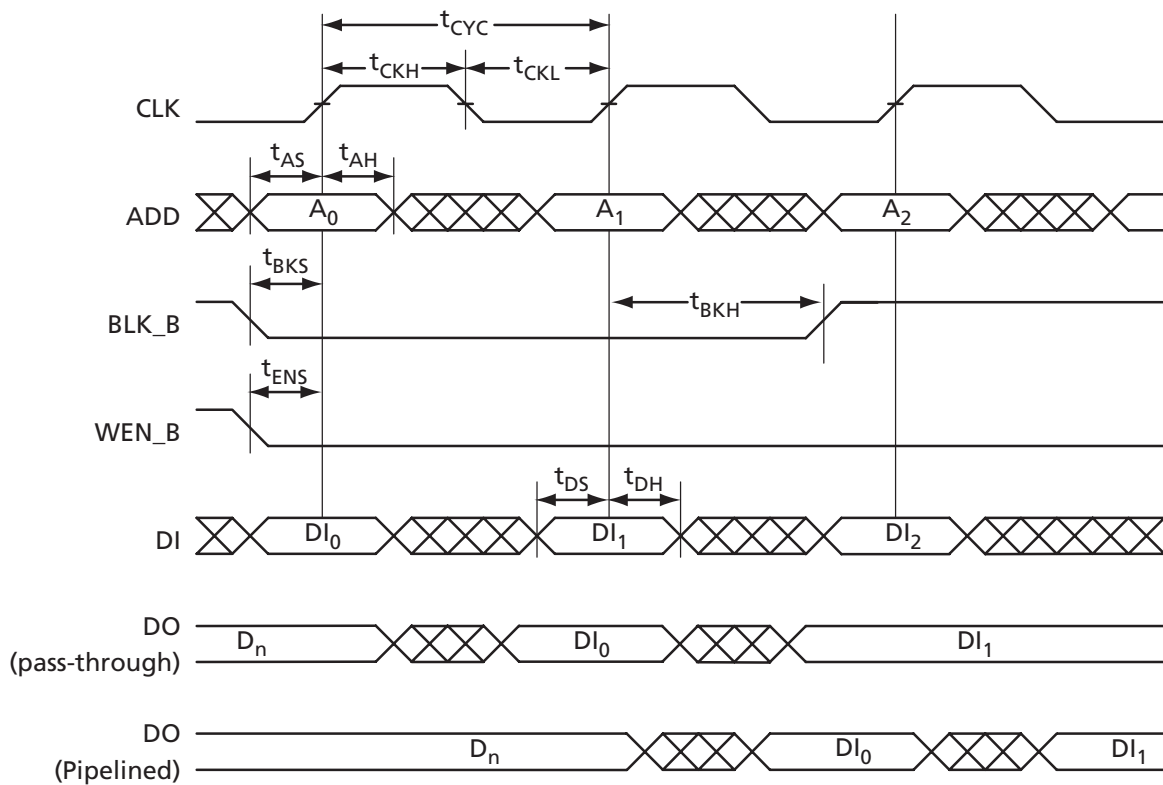 tCYC
tCKH tCKL
CLK
tAS tAH
ADD A0 A1 A2
tBKS
BLK_B tBKH
tENS
WEN_B
tDS tDH
DI DI0 DI1 DI2
DO
(pass-through) Dn DI0 DI1
DO
(Pipelined) Dn DI0 DI1